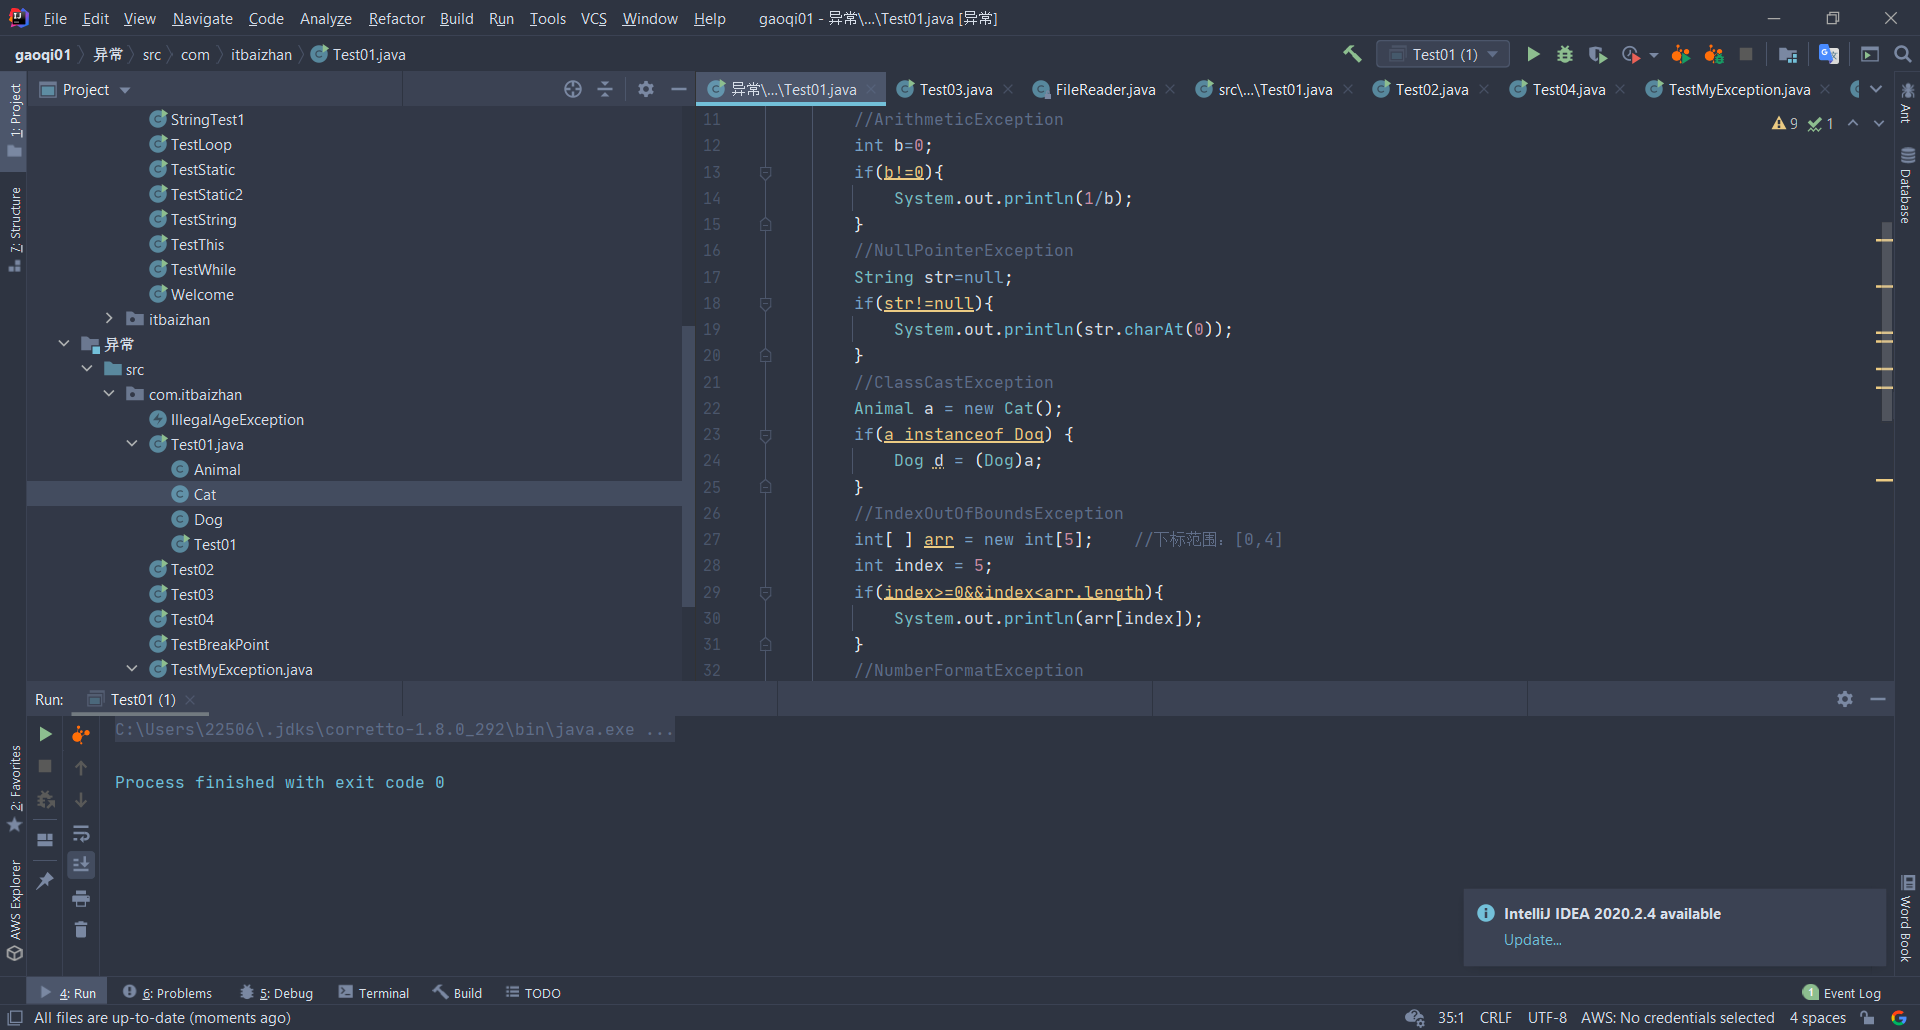 File Edit View Navigate Code Analyze Refactor Build Run Tools VCS Window Help gaoqi01 - 异常\...\Test01.java [异常]
gaoqi01 异常 src com itbaizhan Test01.java Test01 (1)
1: Project
7: Structure
2: Favorites
AWS Explorer
Project
StringTest1
TestLoop
TestStatic
TestStatic2
TestString
TestThis
TestWhile
Welcome
itbaizhan
异常
src
com.itbaizhan
IllegalAgeException
Test01.java
Animal
Cat
Dog
Test01
Test02
Test03
Test04
TestBreakPoint
TestMyException.java
异常\...\Test01.java Test03.java FileReader.java src\...\Test01.java Test02.java Test04.java TestMyException.java
9 1
11 //ArithmeticException
12 int b=0;
13 if(b!=0){
14 System.out.println(1/b);
15 }
16 //NullPointerException
17 String str=null;
18 if(str!=null){
19 System.out.println(str.charAt(0));
20 }
21 //ClassCastException
22 Animal a = new Cat();
23 if(a instanceof Dog) {
24 Dog d = (Dog)a;
25 }
26 //IndexOutOfBoundsException
27 int[ ] arr = new int[5]; //下标范围：[0,4]
28 int index = 5;
29 if(index>=0&&index<arr.length){
30 System.out.println(arr[index]);
31 }
32 //NumberFormatException
Ant
Database
Word Book
Run: Test01 (1)
C:\Users\22506\.jdks\corretto-1.8.0_292\bin\java.exe ...
Process finished with exit code 0
IntelliJ IDEA 2020.2.4 available
Update...
4: Run 6: Problems 5: Debug Terminal Build TODO 1 Event Log
All files are up-to-date (moments ago) 35:1 CRLF UTF-8 AWS: No credentials selected 4 spaces